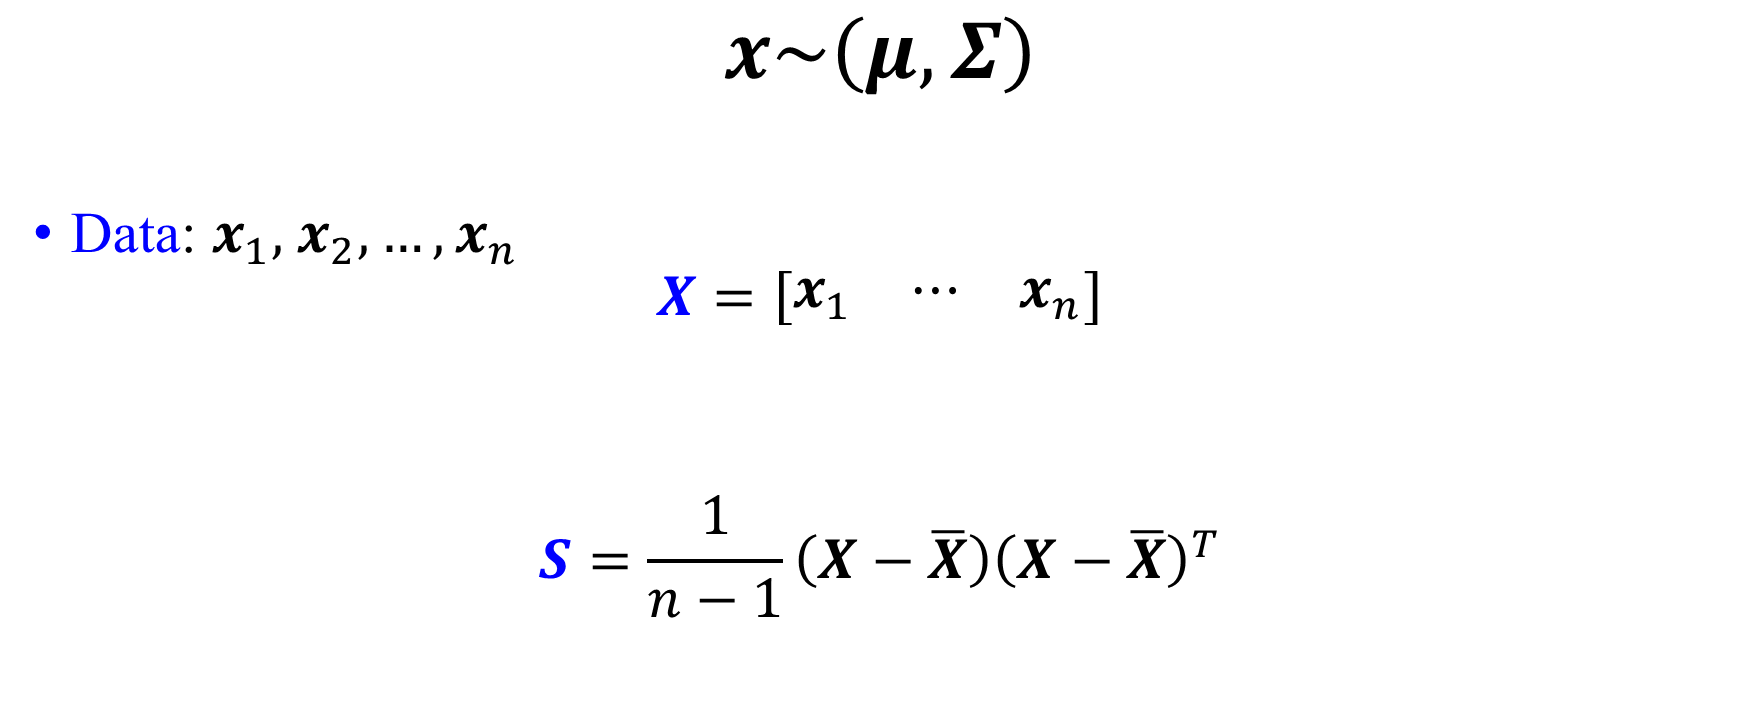 x~(μ, Σ)
• Data: x₁, x₂, … , xₙ
X = [x₁ ⋯ xₙ]
S = 1/(n − 1) (X − X̅)(X − X̅)ᵀ